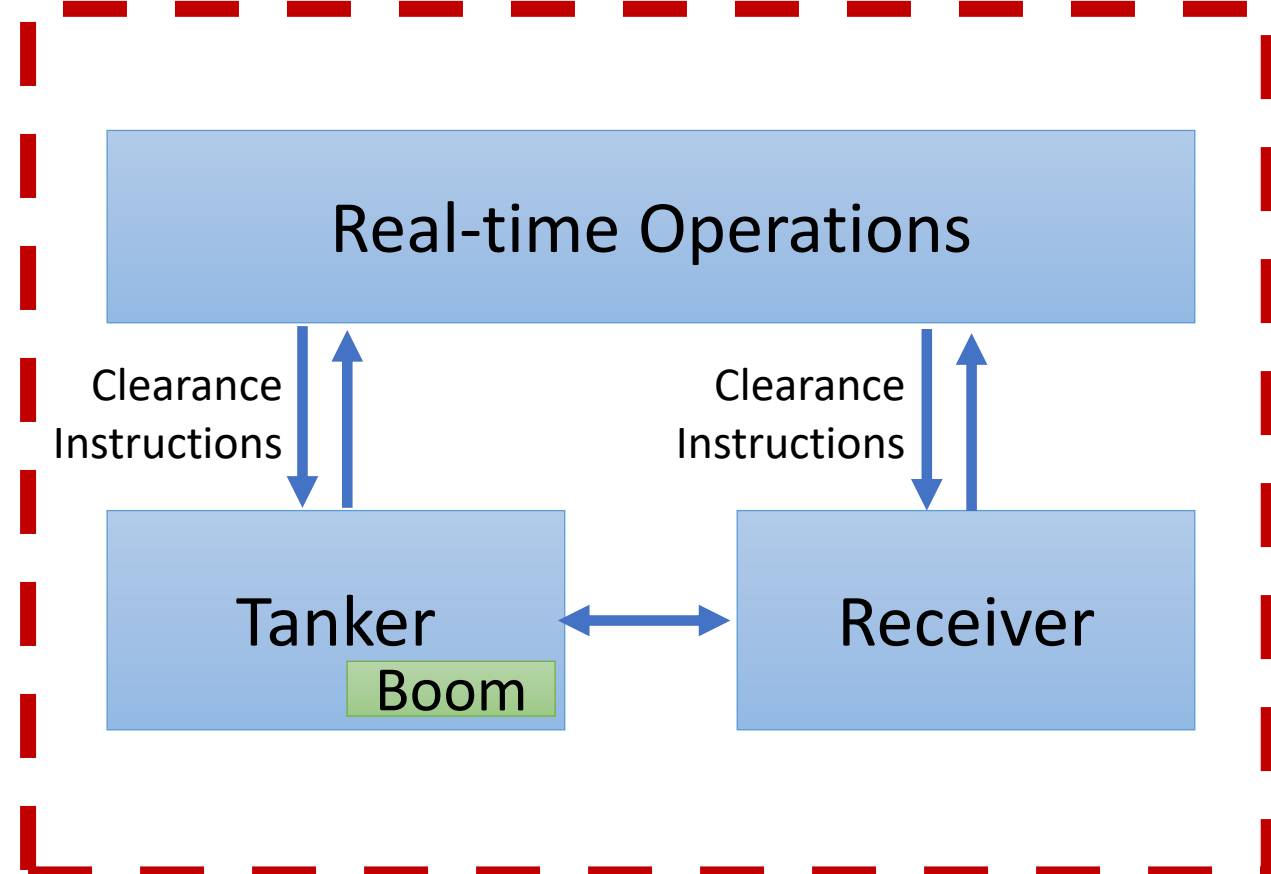 Real-time Operations
Clearance
Instructions
Clearance
Instructions
Tanker
Boom
Receiver